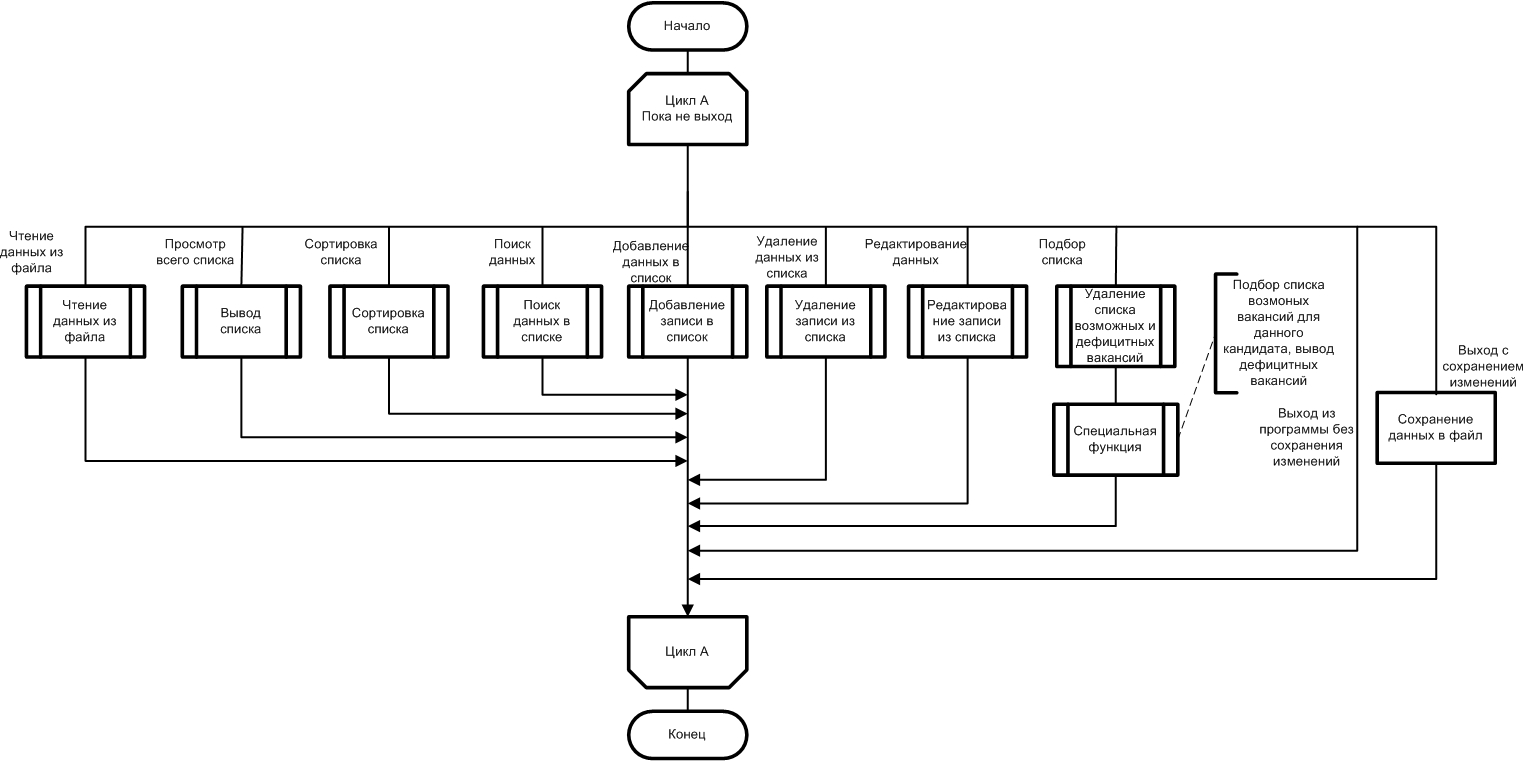 Начало
Цикл А
Пока не выход
Чтение
данных из
файла
Просмотр
всего списка
Сортировка
списка
Поиск
данных
Добавление
данных в
список
Удаление
данных из
списка
Редактирование
данных
Подбор
списка
Чтение
данных из
файла
Вывод
списка
Сортировка
списка
Поиск
данных в
списке
Добавление
записи в
список
Удаление
записи из
списка
Редактирова
ние записи
из списка
Удаление
списка
возможных и
дефицитных
вакансий
Подбор списка
возмоных
вакансий для
данного
кандидата, вывод
дефицитных
вакансий
Выход с
сохранением
изменений
Специальная
функция
Выход из
программы без
сохранения
изменений
Сохранение
данных в файл
Цикл А
Конец